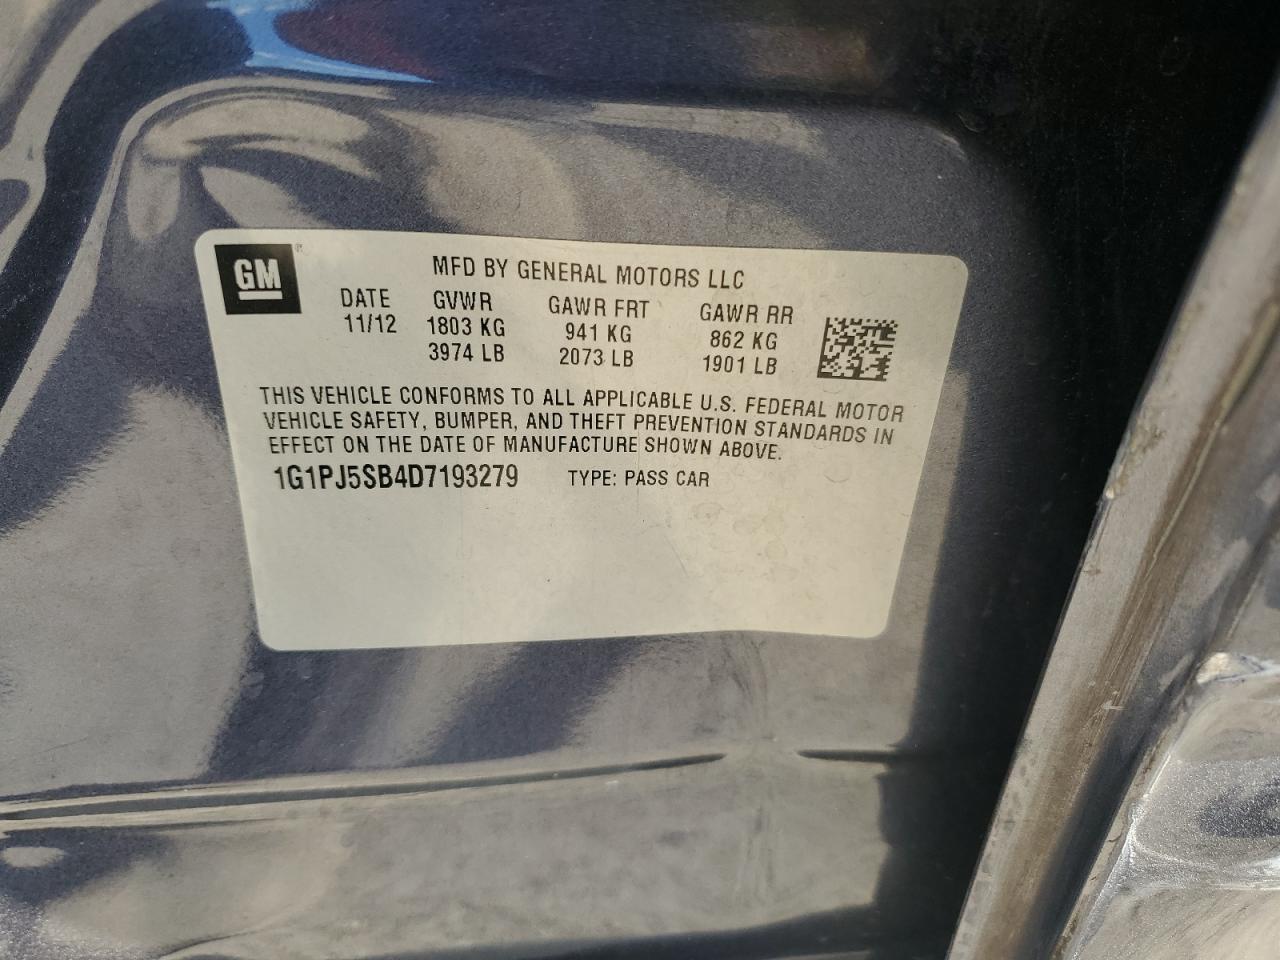 GM
MFD BY GENERAL MOTORS LLC
DATE GVWR GAWR FRT GAWR RR
11/12 1803 KG 941 KG 862 KG
3974 LB 2073 LB 1901 LB
THIS VEHICLE CONFORMS TO ALL APPLICABLE U.S. FEDERAL MOTOR
VEHICLE SAFETY, BUMPER, AND THEFT PREVENTION STANDARDS IN
EFFECT ON THE DATE OF MANUFACTURE SHOWN ABOVE.
1G1PJ5SB4D7193279 TYPE: PASS CAR